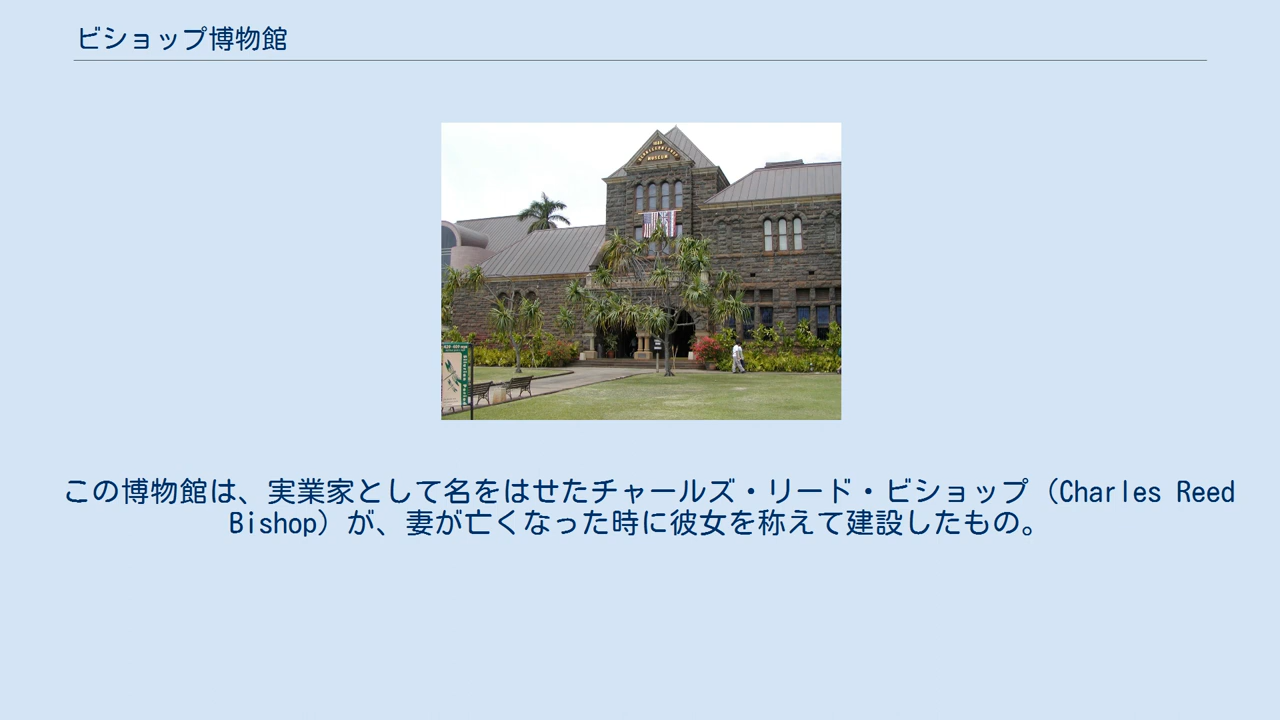 ビショップ博物館
MUSEUM
この博物館は、実業家として名をはせたチャールズ・リード・ビショップ（Charles Reed
Bishop）が、妻が亡くなった時に彼女を称えて建設したもの。